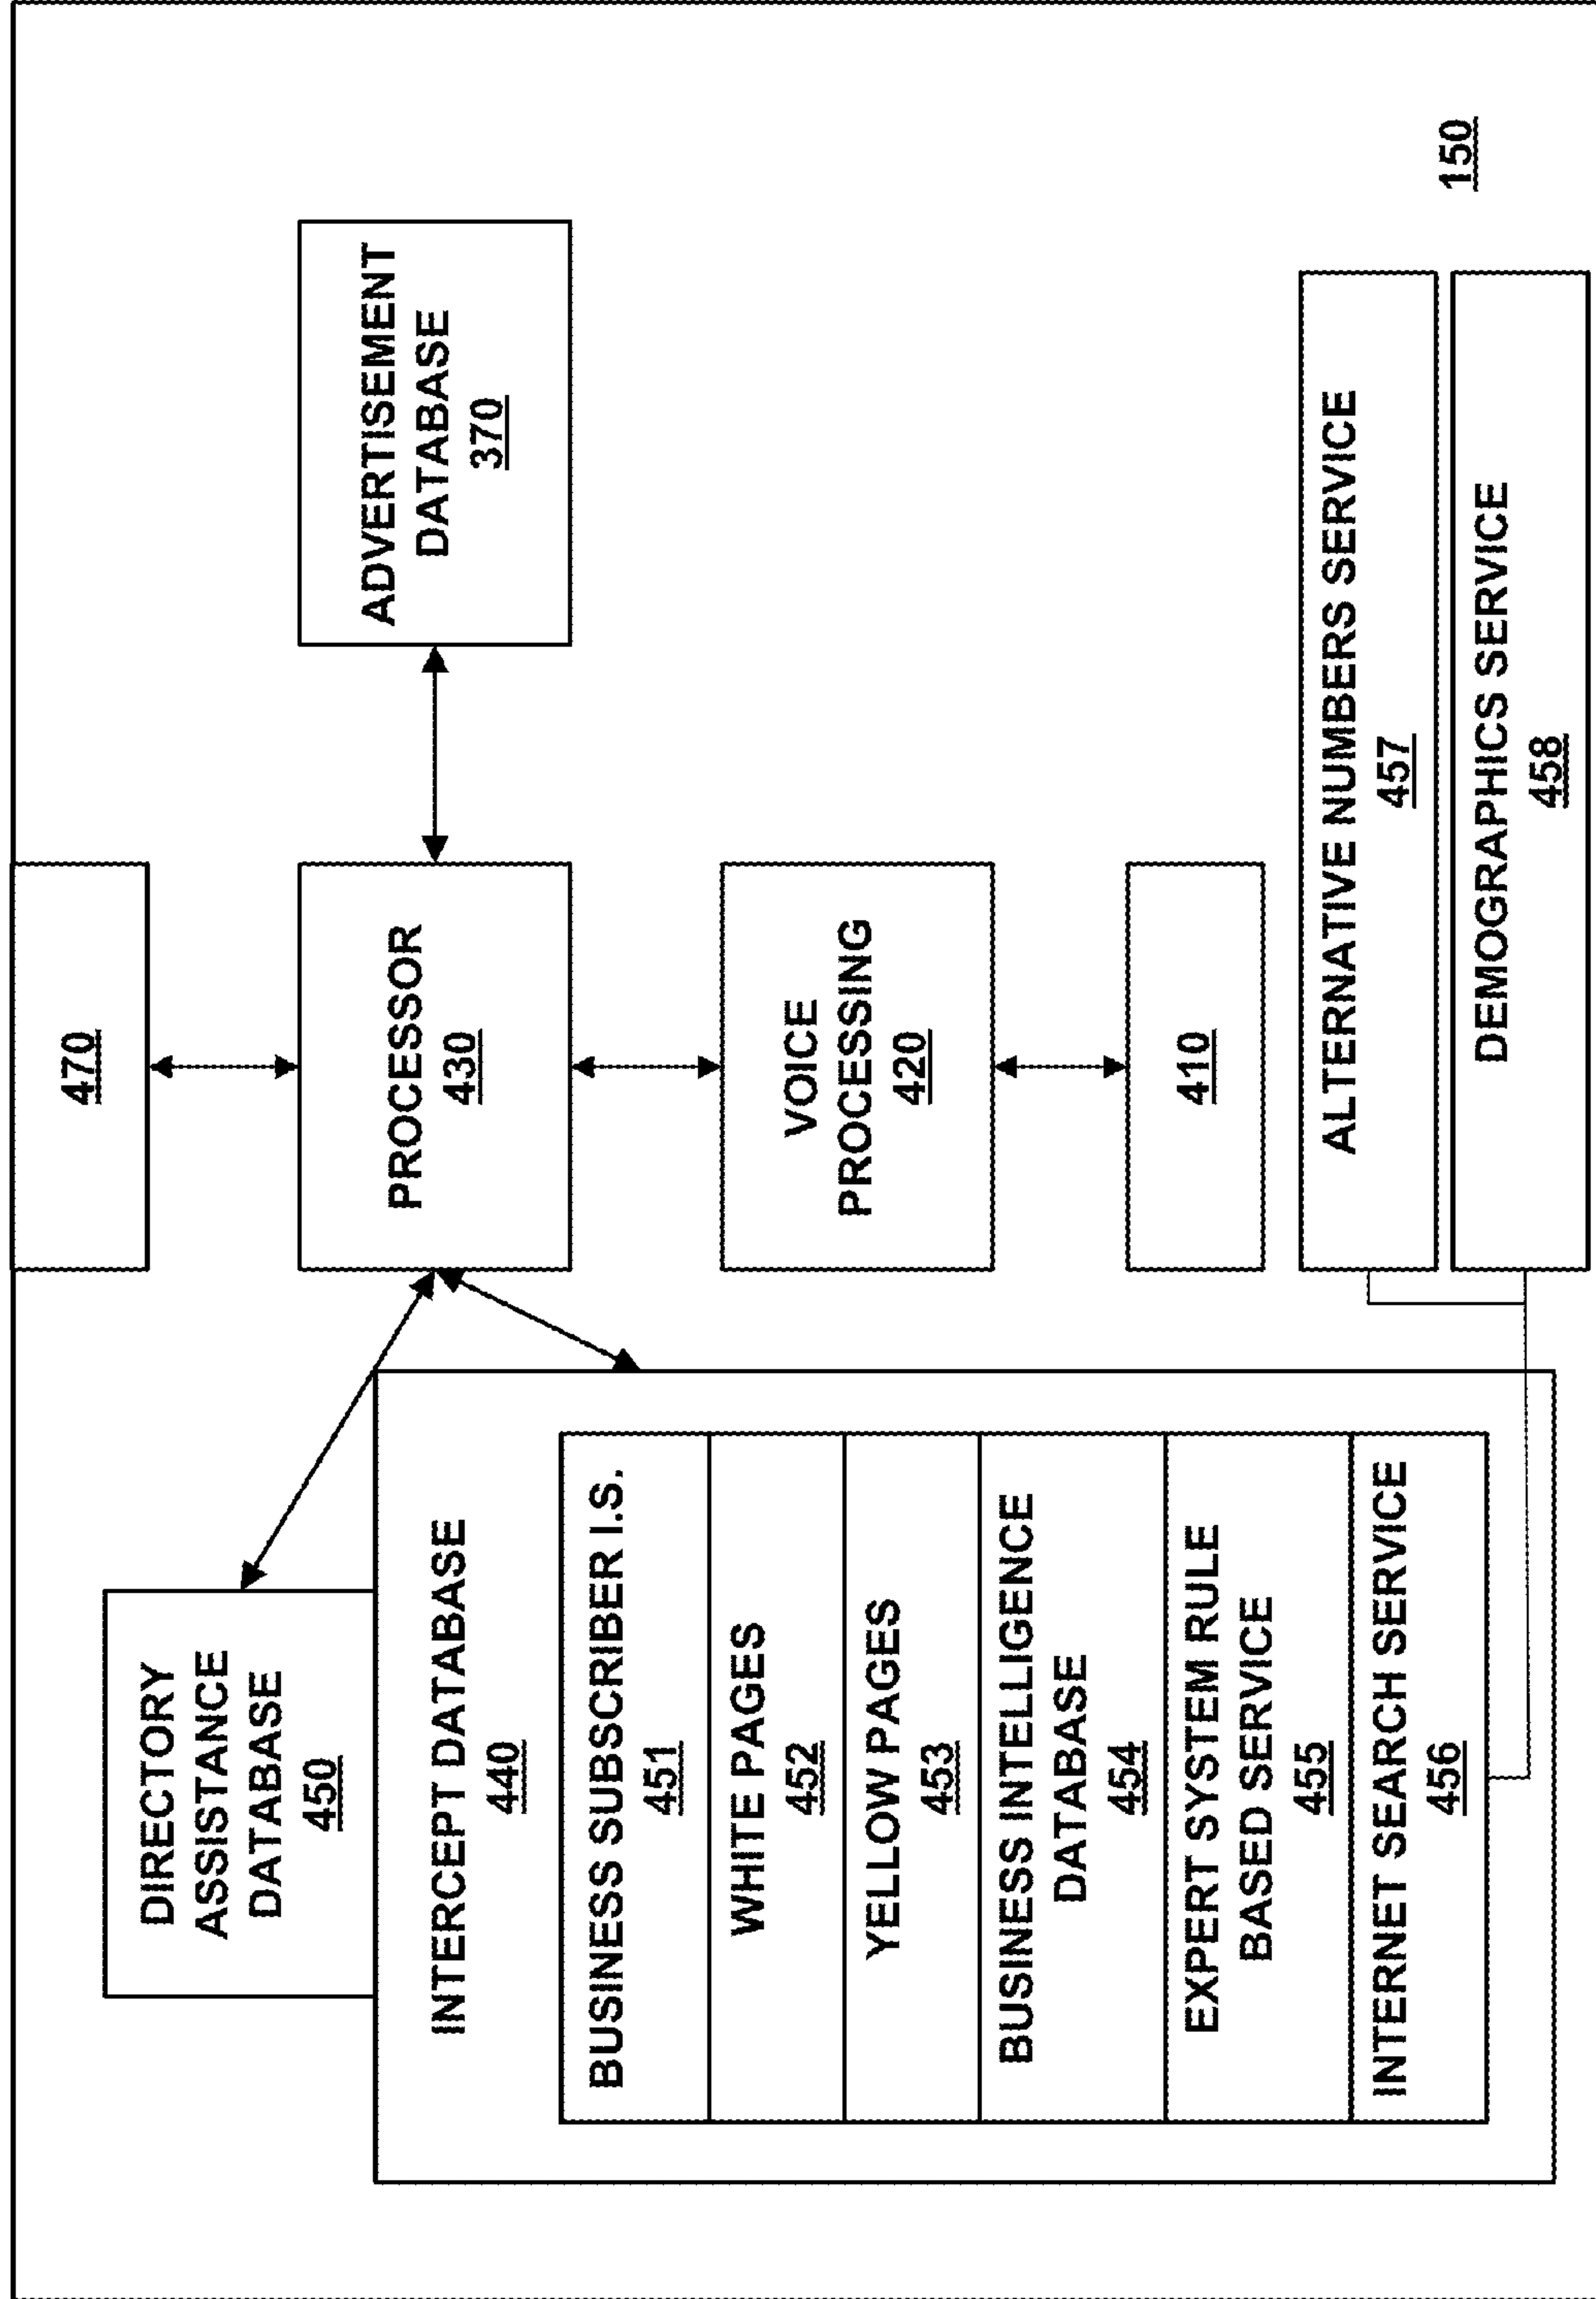 470
DIRECTORY
ASSISTANCE
DATABASE
450
PROCESSOR
430
ADVERTISEMENT
DATABASE
370
INTERCEPT DATABASE
440
BUSINESS SUBSCRIBER I.S.
451
WHITE PAGES
452
YELLOW PAGES
453
BUSINESS INTELLIGENCE
DATABASE
454
EXPERT SYSTEM RULE
BASED SERVICE
455
INTERNET SEARCH SERVICE
456
VOICE
PROCESSING
420
410
ALTERNATIVE NUMBERS SERVICE
457
DEMOGRAPHICS SERVICE
458
150